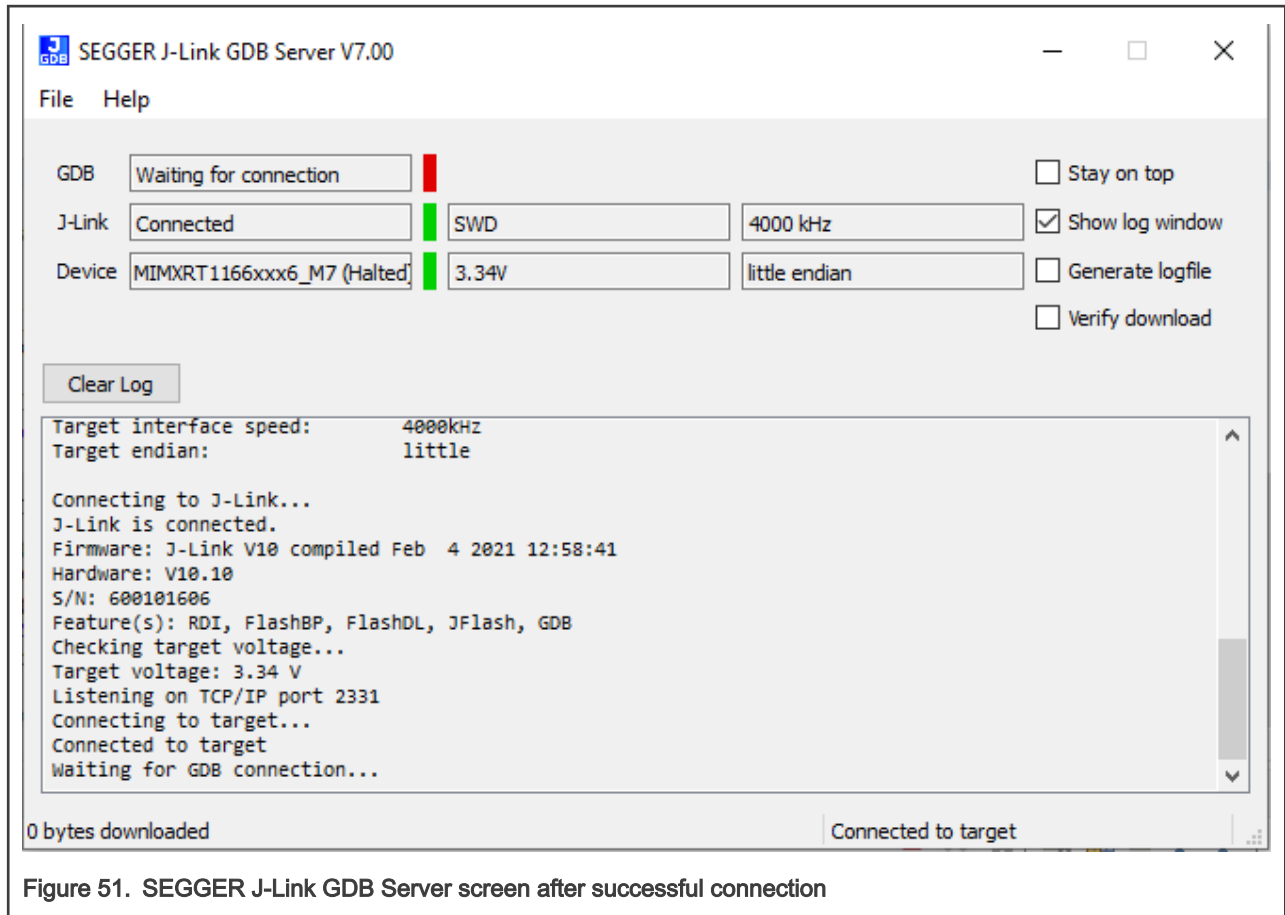 J
GDB
SEGGER J-Link GDB Server V7.00
File Help
GDB Waiting for connection Stay on top
J-Link Connected SWD 4000 kHz Show log window
Device MIMXRT1166xxx6_M7 (Halted) 3.34V little endian Generate logfile
Verify download
Clear Log
Target interface speed: 4000kHz
Target endian: little
Connecting to J-Link...
J-Link is connected.
Firmware: J-Link V10 compiled Feb  4 2021 12:58:41
Hardware: V10.10
S/N: 600101606
Feature(s): RDI, FlashBP, FlashDL, JFlash, GDB
Checking target voltage...
Target voltage: 3.34 V
Listening on TCP/IP port 2331
Connecting to target...
Connected to target
Waiting for GDB connection...
0 bytes downloaded Connected to target
Figure 51. SEGGER J-Link GDB Server screen after successful connection